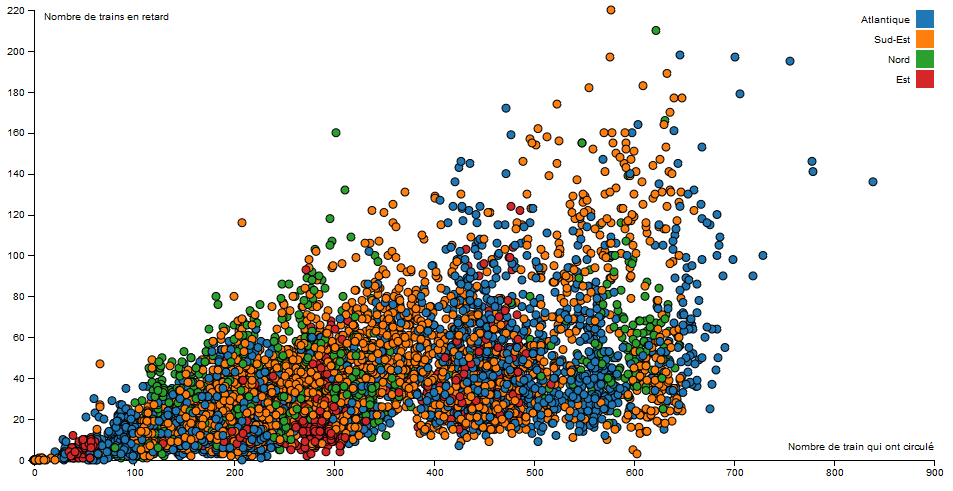 Nombre de trains en retard
Atlantique
Sud-Est
Nord
Est
220
200
180
160
140
120
100
80
60
40
20
0
Nombre de train qui ont circulé
0 100 200 300 400 500 600 700 800 900